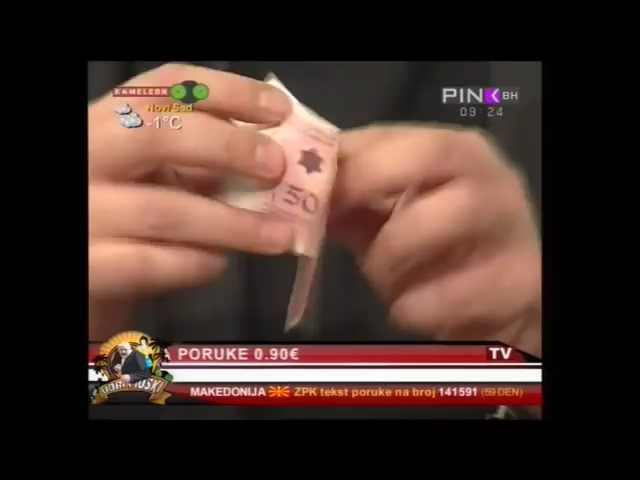 KAMELEON
Novi Sad
-1°C
PINK BH
09:24
50
A PORUKE 0.90€
TV
MAKEDONIJA ZPK tekst poruke na broj 141591 (59 DEN)